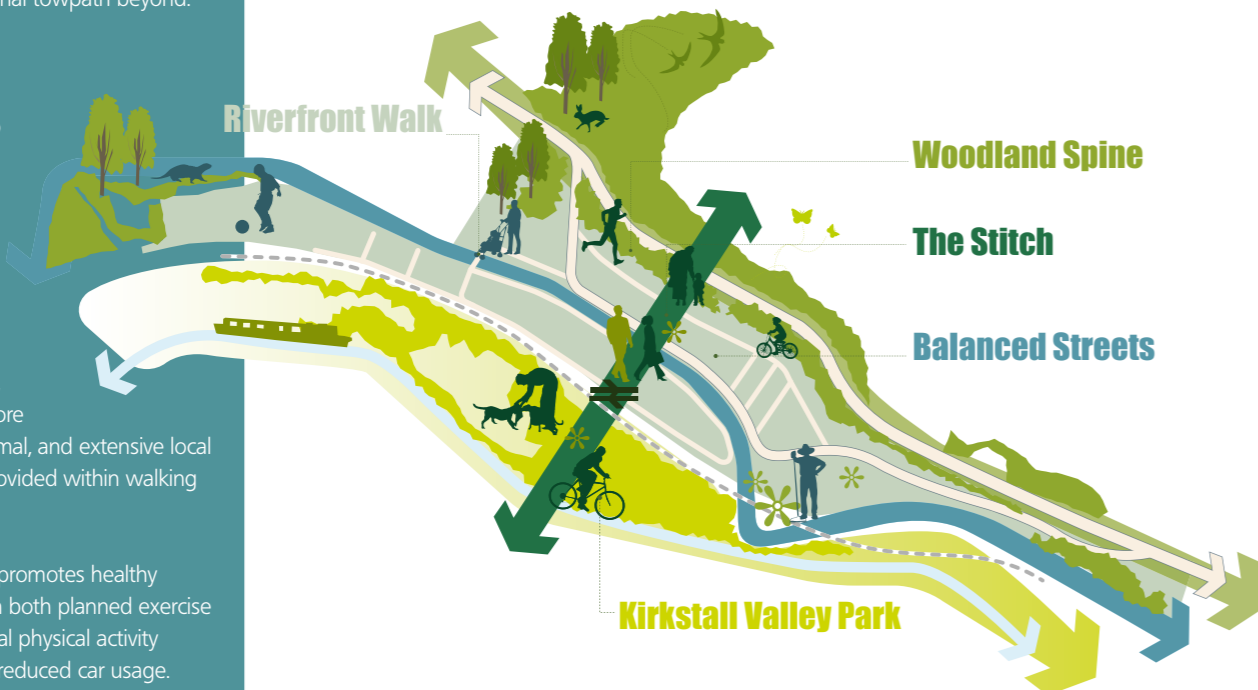 nal towpath beyond.
ore
mal, and extensive local
ovided within walking
promotes healthy
both planned exercise
al physical activity
reduced car usage.
Riverfront Walk
Woodland Spine
The Stitch
Balanced Streets
Kirkstall Valley Park